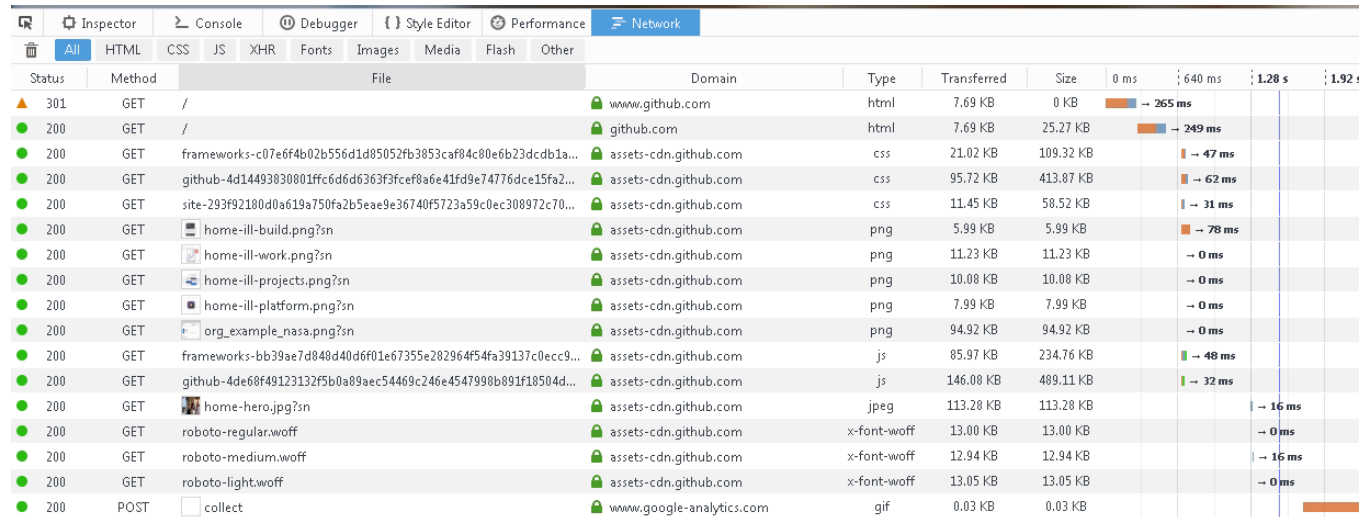 Inspector Console Debugger { } Style Editor Performance Network
All HTML CSS JS XHR Fonts Images Media Flash Other
Status Method File Domain Type Transferred Size 0 ms 640 ms 1.28 s 1.92 s
301 GET / www.github.com html 7.69 KB 0 KB → 265 ms
200 GET / github.com html 7.69 KB 25.27 KB → 249 ms
200 GET frameworks-c07e6f4b02b556d1d85052fb3853caf84c80e6b23dcdb1a... assets-cdn.github.com css 21.02 KB 109.32 KB → 47 ms
200 GET github-4d14493830801ffc6d6d6363f3fcef8a6e41fd9e74776dce15fa2... assets-cdn.github.com css 95.72 KB 413.87 KB → 62 ms
200 GET site-293f92180d0a619a750fa2b5eae9e36740f5723a59c0ec308972c70... assets-cdn.github.com css 11.45 KB 58.52 KB → 31 ms
200 GET home-ill-build.png?sn assets-cdn.github.com png 5.99 KB 5.99 KB → 78 ms
200 GET home-ill-work.png?sn assets-cdn.github.com png 11.23 KB 11.23 KB → 0 ms
200 GET home-ill-projects.png?sn assets-cdn.github.com png 10.08 KB 10.08 KB → 0 ms
200 GET home-ill-platform.png?sn assets-cdn.github.com png 7.99 KB 7.99 KB → 0 ms
200 GET org_example_nasa.png?sn assets-cdn.github.com png 94.92 KB 94.92 KB → 0 ms
200 GET frameworks-bb39ae7d848d40d6f01e67355e282964f54fa39137c0ecc9... assets-cdn.github.com js 85.97 KB 234.76 KB → 48 ms
200 GET github-4de68f49123132f5b0a89aec54469c246e4547998b891f18504d... assets-cdn.github.com js 146.08 KB 489.11 KB → 32 ms
200 GET home-hero.jpg?sn assets-cdn.github.com jpeg 113.28 KB 113.28 KB → 16 ms
200 GET roboto-regular.woff assets-cdn.github.com x-font-woff 13.00 KB 13.00 KB → 0 ms
200 GET roboto-medium.woff assets-cdn.github.com x-font-woff 12.94 KB 12.94 KB → 16 ms
200 GET roboto-light.woff assets-cdn.github.com x-font-woff 13.05 KB 13.05 KB → 0 ms
200 POST collect www.google-analytics.com gif 0.03 KB 0.03 KB